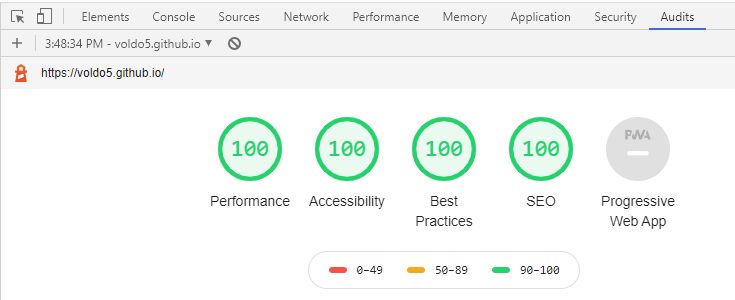 Elements Console Sources Network Performance Memory Application Security Audits
3:48:34 PM - voldo5.github.io
https://voldo5.github.io/
100 100 100 100 PWA
Performance Accessibility Best Practices SEO Progressive Web App
0–49 50–89 90–100